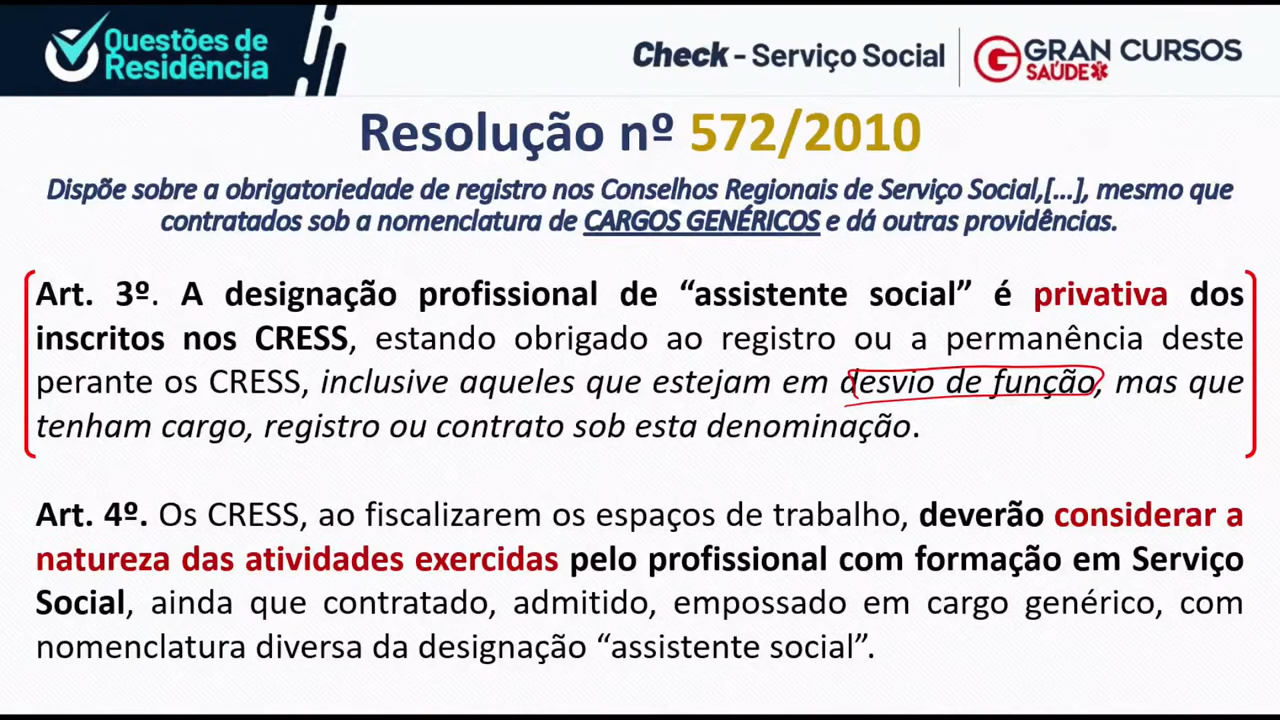 Questões de
Residência
Check - Serviço Social
GRAN CURSOS
SAÚDE
Resolução nº 572/2010
Dispõe sobre a obrigatoriedade de registro nos Conselhos Regionais de Serviço Social,[...], mesmo que
contratados sob a nomenclatura de CARGOS GENÉRICOS e dá outras providências.
Art. 3º. A designação profissional de “assistente social” é privativa dos
inscritos nos CRESS, estando obrigado ao registro ou a permanência deste
perante os CRESS, inclusive aqueles que estejam em desvio de função, mas que
tenham cargo, registro ou contrato sob esta denominação.
Art. 4º. Os CRESS, ao fiscalizarem os espaços de trabalho, deverão considerar a
natureza das atividades exercidas pelo profissional com formação em Serviço
Social, ainda que contratado, admitido, empossado em cargo genérico, com
nomenclatura diversa da designação “assistente social”.